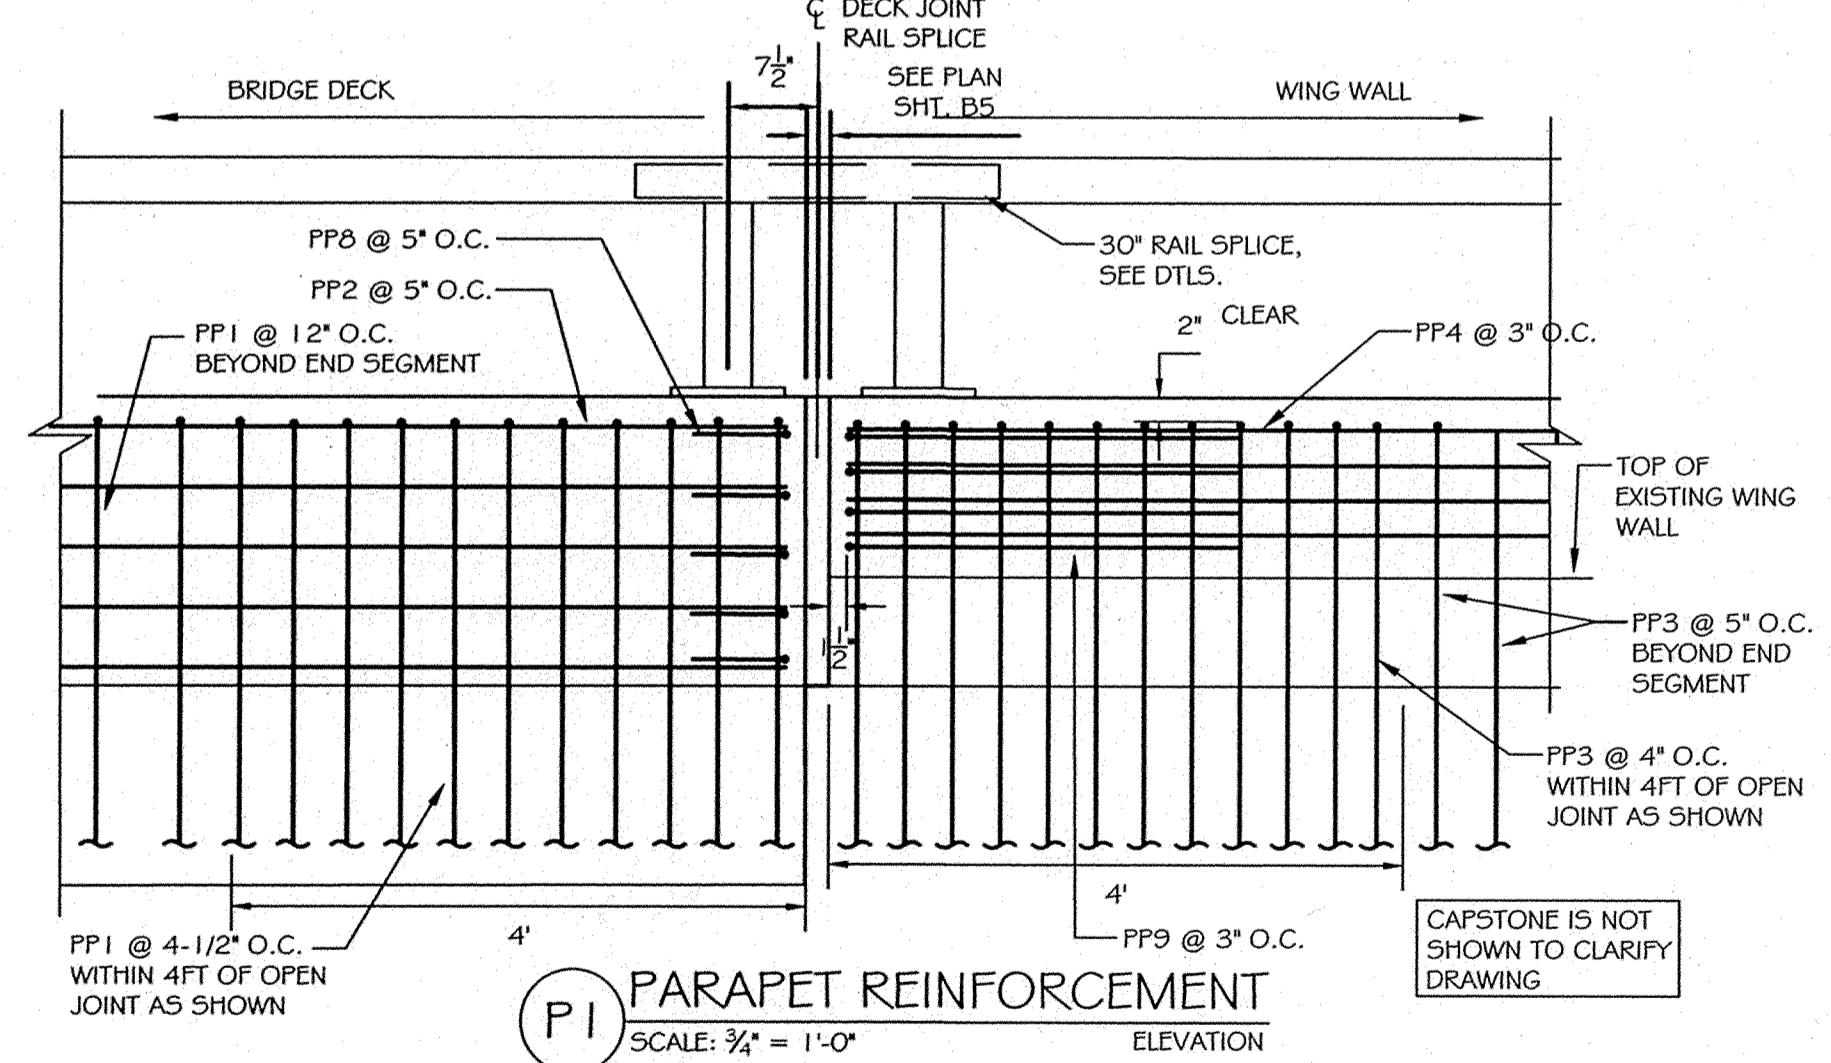 ℄ DECK JOINT
RAIL SPLICE
7 1/2"
SEE PLAN
SHT. B5
BRIDGE DECK
WING WALL
PP8 @ 5" O.C.
PP2 @ 5" O.C.
PP1 @ 12" O.C.
BEYOND END SEGMENT
30" RAIL SPLICE,
SEE DTLS.
2" CLEAR
PP4 @ 3" O.C.
TOP OF
EXISTING WING
WALL
1 1/2"
PP3 @ 5" O.C.
BEYOND END
SEGMENT
PP3 @ 4" O.C.
WITHIN 4FT OF OPEN
JOINT AS SHOWN
4'
4'
PP1 @ 4-1/2" O.C.
WITHIN 4FT OF OPEN
JOINT AS SHOWN
PP9 @ 3" O.C.
CAPSTONE IS NOT
SHOWN TO CLARIFY
DRAWING
P1
PARAPET REINFORCEMENT
SCALE: 3/4" = 1'-0"
ELEVATION